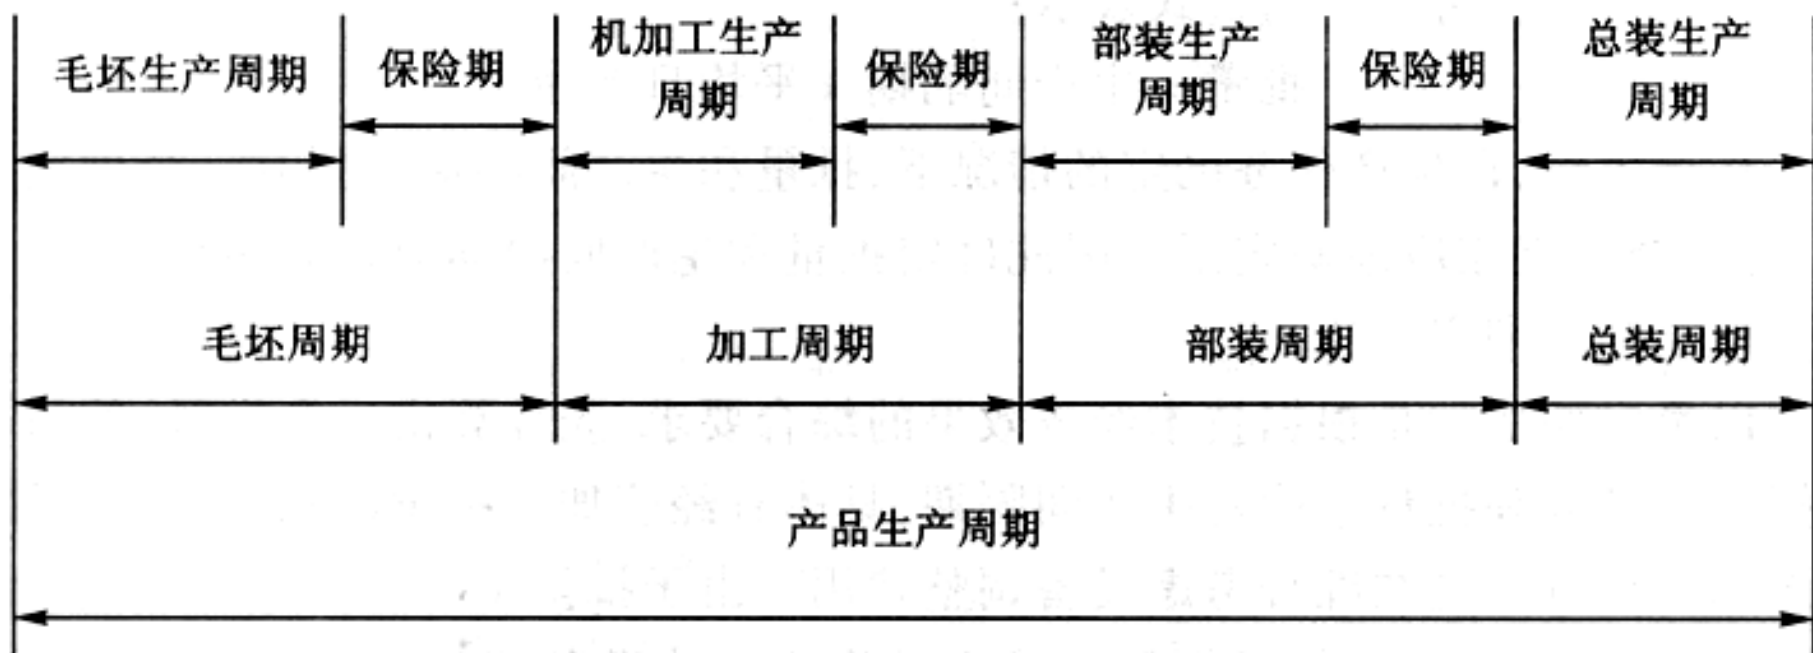 毛坯生产周期
保险期
机加工生产
周期
保险期
部装生产
周期
保险期
总装生产
周期
毛坯周期
加工周期
部装周期
总装周期
产品生产周期